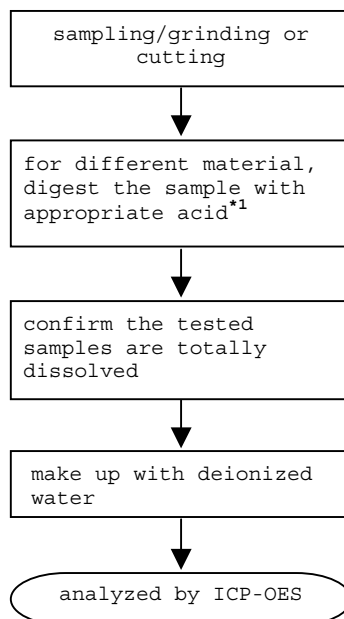 sampling/grinding or
cutting
for different material,
digest the sample with
appropriate acid*1
confirm the tested
samples are totally
dissolved
make up with deionized
water
analyzed by ICP-OES